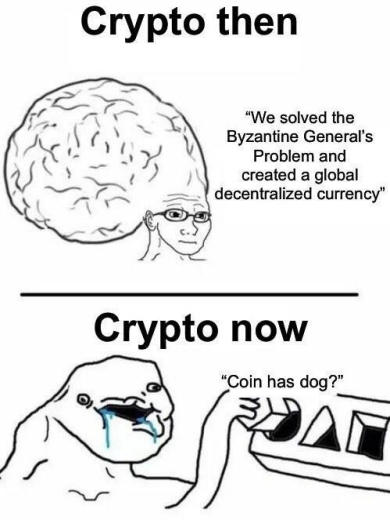 Crypto then
“We solved the
Byzantine General's
Problem and
created a global
decentralized currency”
Crypto now
“Coin has dog?”